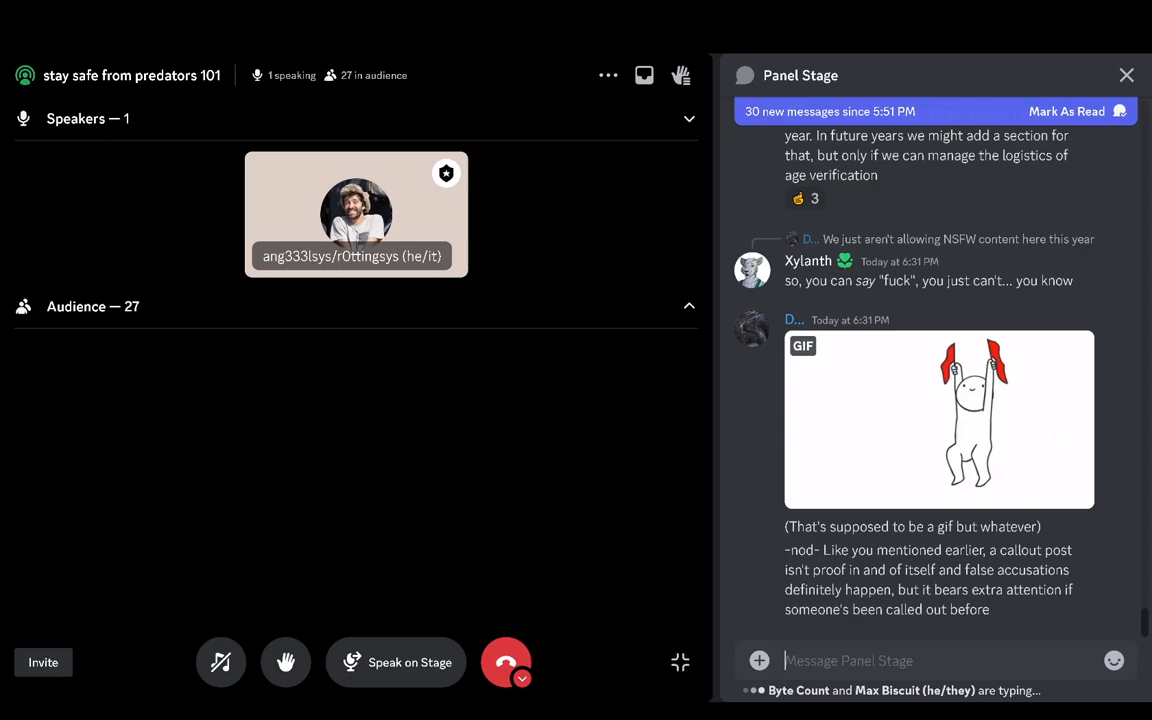 stay safe from predators 101
1 speaking
27 in audience
Speakers — 1
ang333lsys/r0ttingsys (he/it)
Audience — 27
Invite
Speak on Stage
Panel Stage
30 new messages since 5:51 PM
Mark As Read
year. In future years we might add a section for
that, but only if we can manage the logistics of
age verification
3
D... We just aren't allowing NSFW content here this year
Xylanth Today at 6:31 PM
so, you can say "fuck", you just can't... you know
D... Today at 6:31 PM
GIF
(That's supposed to be a gif but whatever)
-nod- Like you mentioned earlier, a callout post
isn't proof in and of itself and false accusations
definitely happen, but it bears extra attention if
someone's been called out before
Message Panel Stage
Byte Count and Max Biscuit (he/they) are typing...